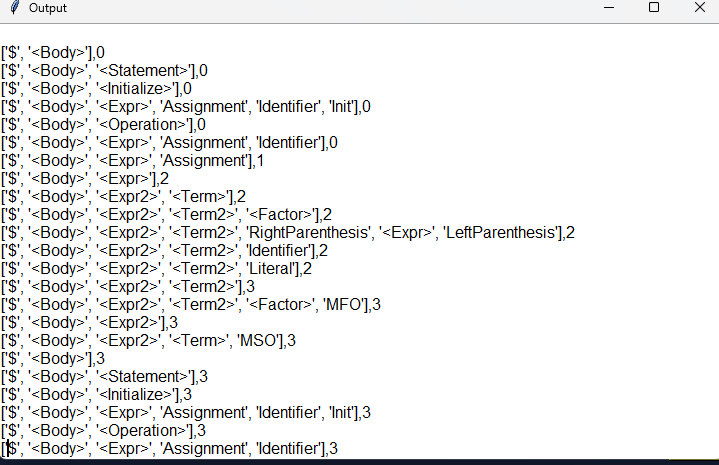 Output
['$', '<Body>'],0
['$', '<Body>', '<Statement>'],0
['$', '<Body>', '<Initialize>'],0
['$', '<Body>', '<Expr>', 'Assignment', 'Identifier', 'Init'],0
['$', '<Body>', '<Operation>'],0
['$', '<Body>', '<Expr>', 'Assignment', 'Identifier'],0
['$', '<Body>', '<Expr>', 'Assignment'],1
['$', '<Body>', '<Expr>'],2
['$', '<Body>', '<Expr2>', '<Term>'],2
['$', '<Body>', '<Expr2>', '<Term2>', '<Factor>'],2
['$', '<Body>', '<Expr2>', '<Term2>', 'RightParenthesis', '<Expr>', 'LeftParenthesis'],2
['$', '<Body>', '<Expr2>', '<Term2>', 'Identifier'],2
['$', '<Body>', '<Expr2>', '<Term2>', 'Literal'],2
['$', '<Body>', '<Expr2>', '<Term2>'],3
['$', '<Body>', '<Expr2>', '<Term2>', '<Factor>', 'MFO'],3
['$', '<Body>', '<Expr2>'],3
['$', '<Body>', '<Expr2>', '<Term>', 'MSO'],3
['$', '<Body>'],3
['$', '<Body>', '<Statement>'],3
['$', '<Body>', '<Initialize>'],3
['$', '<Body>', '<Expr>', 'Assignment', 'Identifier', 'Init'],3
['$', '<Body>', '<Operation>'],3
['$', '<Body>', '<Expr>', 'Assignment', 'Identifier'],3